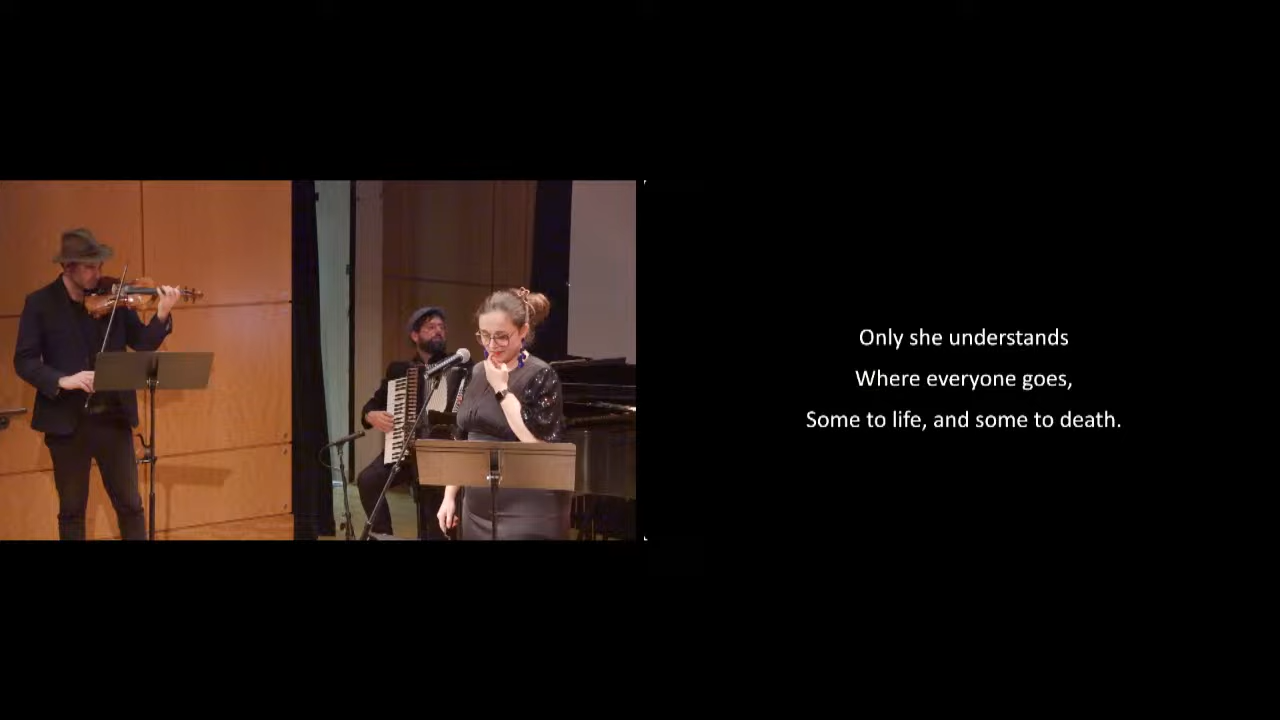 Only she understands
Where everyone goes,
Some to life, and some to death.